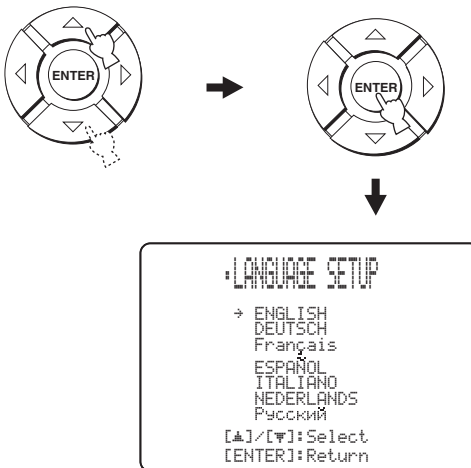 ENTER
ENTER
•LANGUAGE SETUP
→ ENGLISH
DEUTSCH
Français
ESPAÑOL
ITALIANO
NEDERLANDS
Русский
[▲]/[▼]:Select
[ENTER]:Return